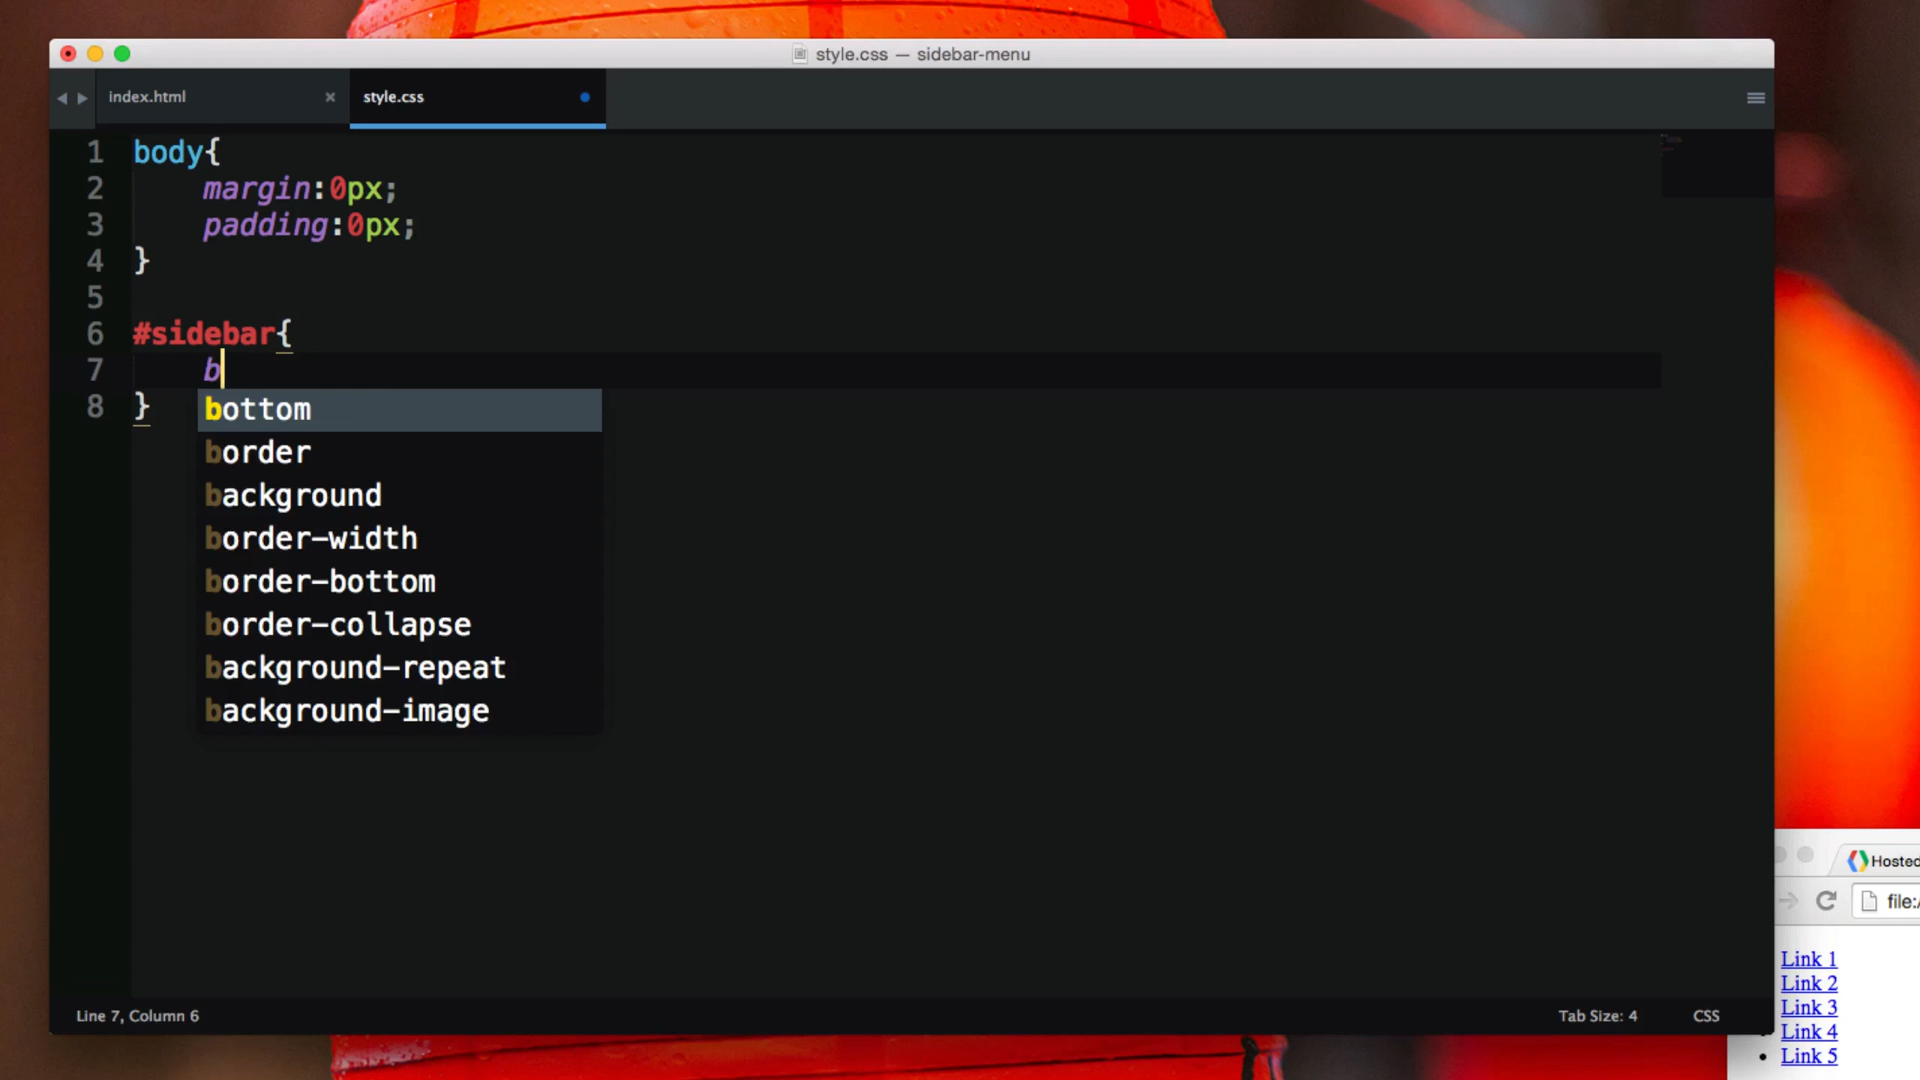 style.css — sidebar-menu
index.html × style.css
1 body{
2 margin:0px;
3 padding:0px;
4 }
5
6 #sidebar{
7 b
8 }
bottom
border
background
border-width
border-bottom
border-collapse
background-repeat
background-image
Hosted
file:/
Link 1
Link 2
Link 3
Link 4
• Link 5
Line 7, Column 6 Tab Size: 4 CSS